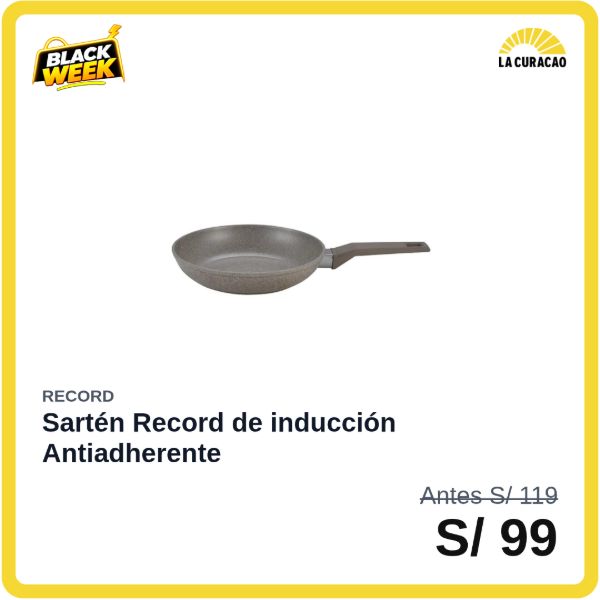 BLACK
WEEK
LA CURACAO
RECORD
Sartén Record de inducción
Antiadherente
Antes S/ 119
S/ 99